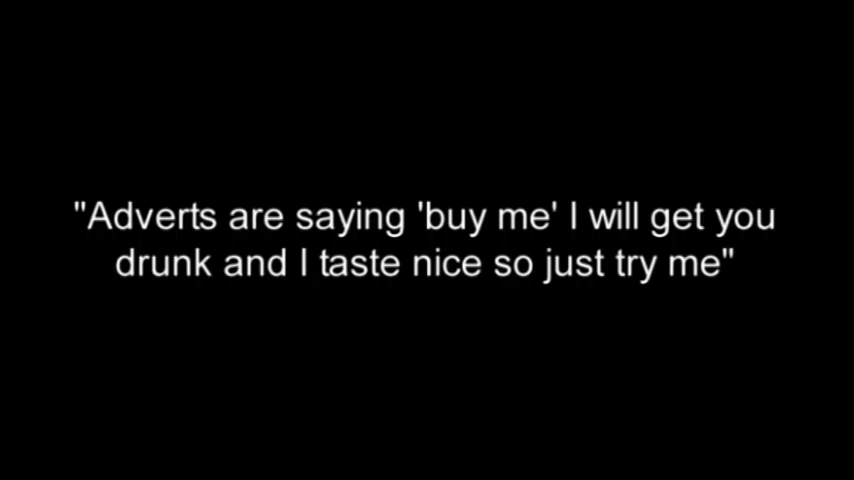 "Adverts are saying 'buy me' I will get you
drunk and I taste nice so just try me"